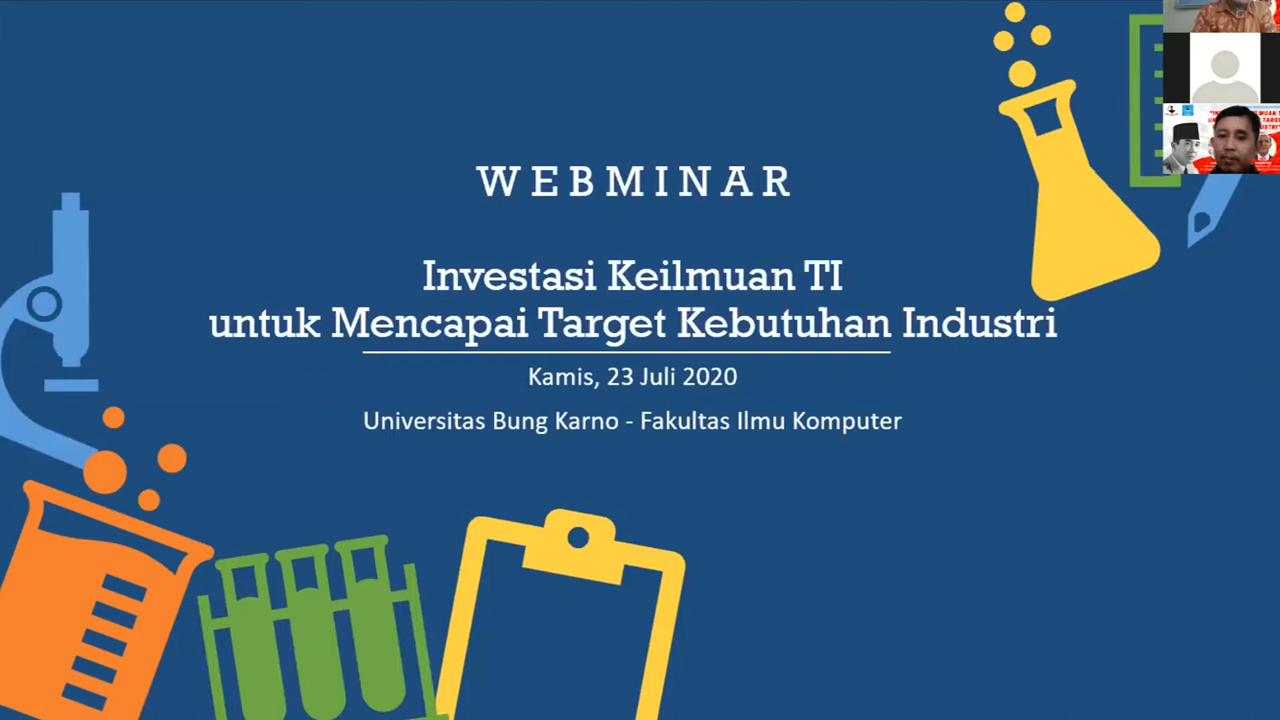 WEBMINAR
Investasi Keilmuan TI
untuk Mencapai Target Kebutuhan Industri
Kamis, 23 Juli 2020
Universitas Bung Karno - Fakultas Ilmu Komputer